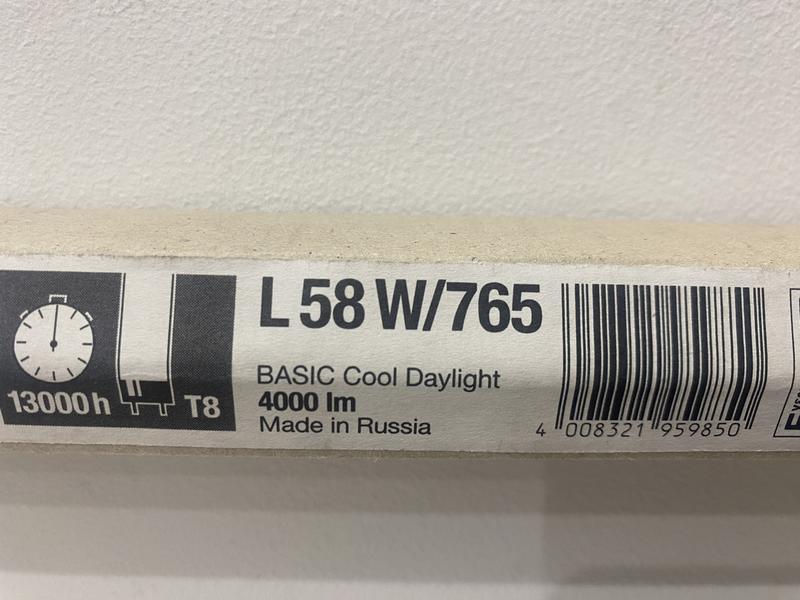 13000 h
T8
L 58 W/765
BASIC Cool Daylight
4000 lm
Made in Russia
4 008321 959850